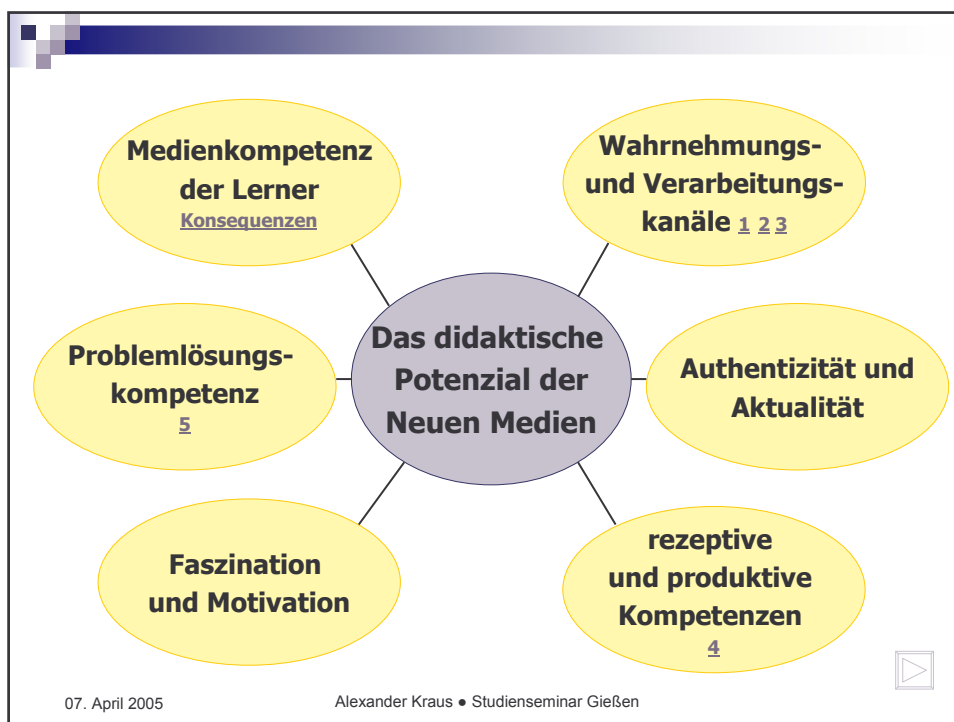 Medienkompetenz
der Lerner
Konsequenzen
Wahrnehmungs-
und Verarbeitungs-
kanäle 1 2 3
Problemlösungs-
kompetenz
5
Das didaktische
Potenzial der
Neuen Medien
Authentizität und
Aktualität
Faszination
und Motivation
rezeptive
und produktive
Kompetenzen
4
07. April 2005
Alexander Kraus ● Studienseminar Gießen